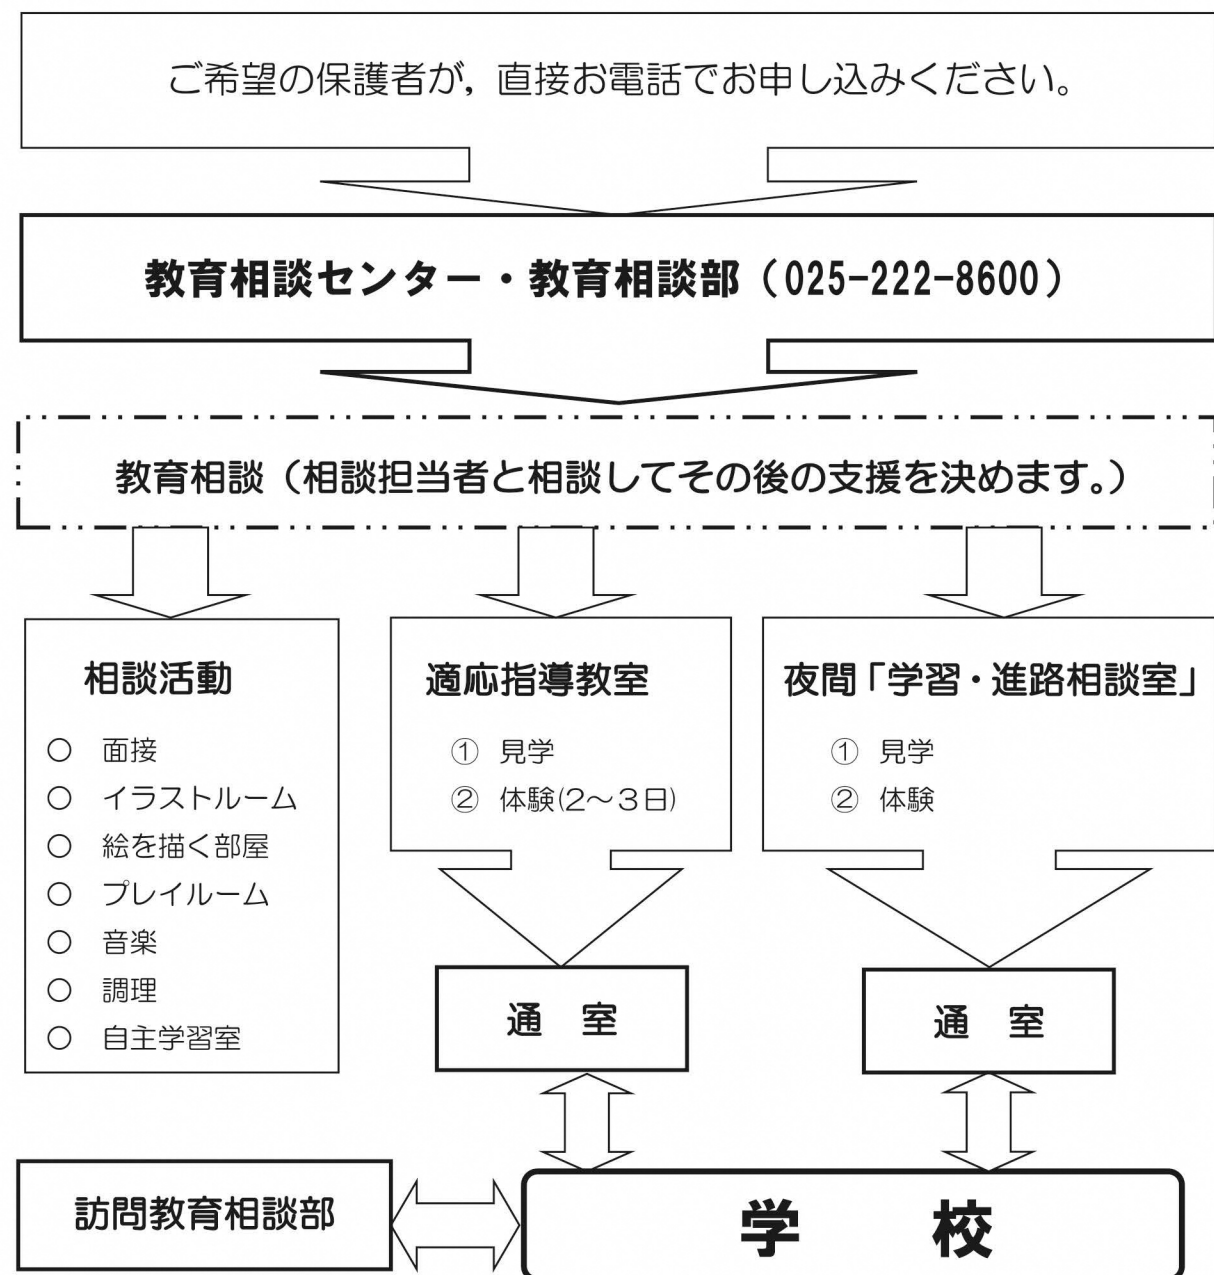 ご希望の保護者が，直接お電話でお申し込みください。
教育相談センター・教育相談部（025-222-8600）
教育相談（相談担当者と相談してその後の支援を決めます。）
相談活動
○ 面接
○ イラストルーム
○ 絵を描く部屋
○ プレイルーム
○ 音楽
○ 調理
○ 自主学習室
適応指導教室
① 見学
② 体験(2～3日)
通　室
夜間「学習・進路相談室」
① 見学
② 体験
通　室
訪問教育相談部
学　校